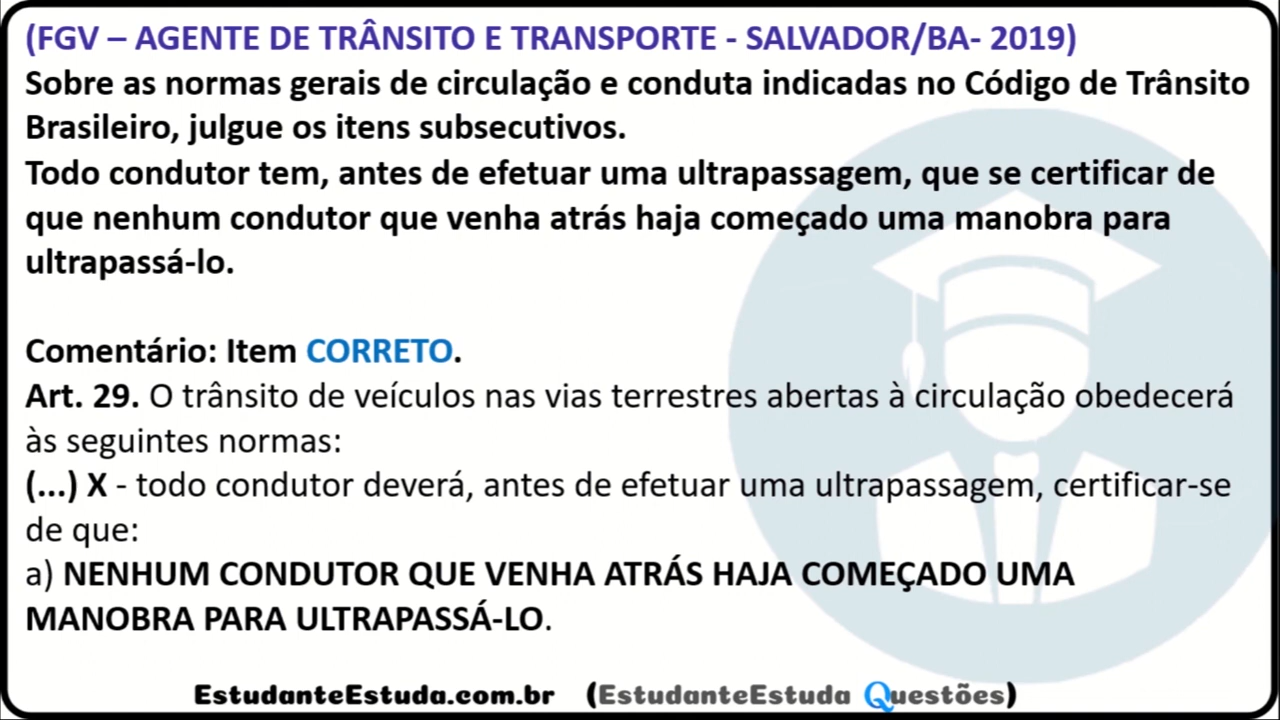 (FGV – AGENTE DE TRÂNSITO E TRANSPORTE - SALVADOR/BA- 2019)
Sobre as normas gerais de circulação e conduta indicadas no Código de Trânsito
Brasileiro, julgue os itens subsecutivos.
Todo condutor tem, antes de efetuar uma ultrapassagem, que se certificar de
que nenhum condutor que venha atrás haja começado uma manobra para
ultrapassá-lo.
Comentário: Item CORRETO.
Art. 29. O trânsito de veículos nas vias terrestres abertas à circulação obedecerá
às seguintes normas:
(...) X - todo condutor deverá, antes de efetuar uma ultrapassagem, certificar-se
de que:
a) NENHUM CONDUTOR QUE VENHA ATRÁS HAJA COMEÇADO UMA
MANOBRA PARA ULTRAPASSÁ-LO.
EstudanteEstuda.com.br (EstudanteEstuda Questões)